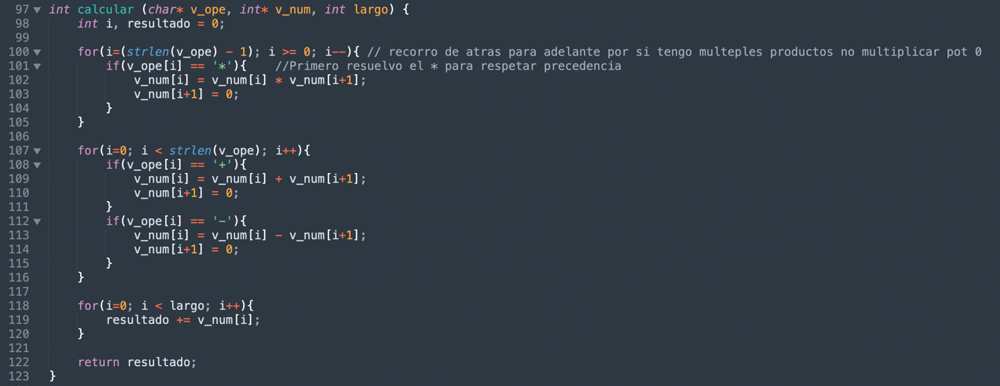 97 int calcular (char* v_ope, int* v_num, int largo) {
98     int i, resultado = 0;
99
100     for(i=(strlen(v_ope) - 1); i >= 0; i--){ // recorro de atras para adelante por si tengo multeples productos no multiplicar pot 0
101         if(v_ope[i] == '*'){    //Primero resuelvo el * para respetar precedencia
102             v_num[i] = v_num[i] * v_num[i+1];
103             v_num[i+1] = 0;
104         }
105     }
106
107     for(i=0; i < strlen(v_ope); i++){
108         if(v_ope[i] == '+'){
109             v_num[i] = v_num[i] + v_num[i+1];
110             v_num[i+1] = 0;
111         }
112         if(v_ope[i] == '-'){
113             v_num[i] = v_num[i] - v_num[i+1];
114             v_num[i+1] = 0;
115         }
116     }
117
118     for(i=0; i < largo; i++){
119         resultado += v_num[i];
120     }
121
122     return resultado;
123 }